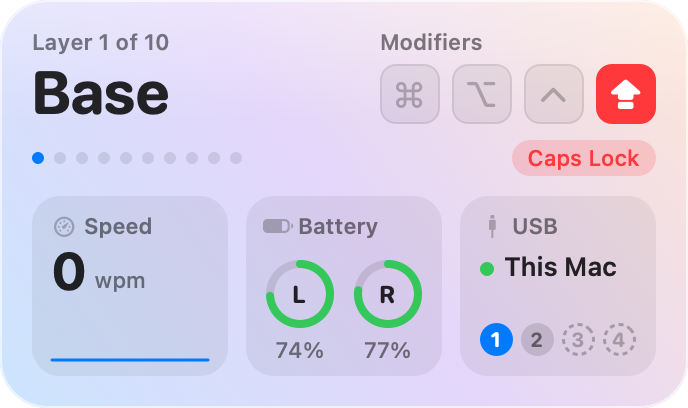 Layer 1 of 10
Base
Modifiers
⌘ ⌥ ^
Caps Lock
Speed
0 wpm
Battery
L R
74% 77%
USB
This Mac
1 2 3 4